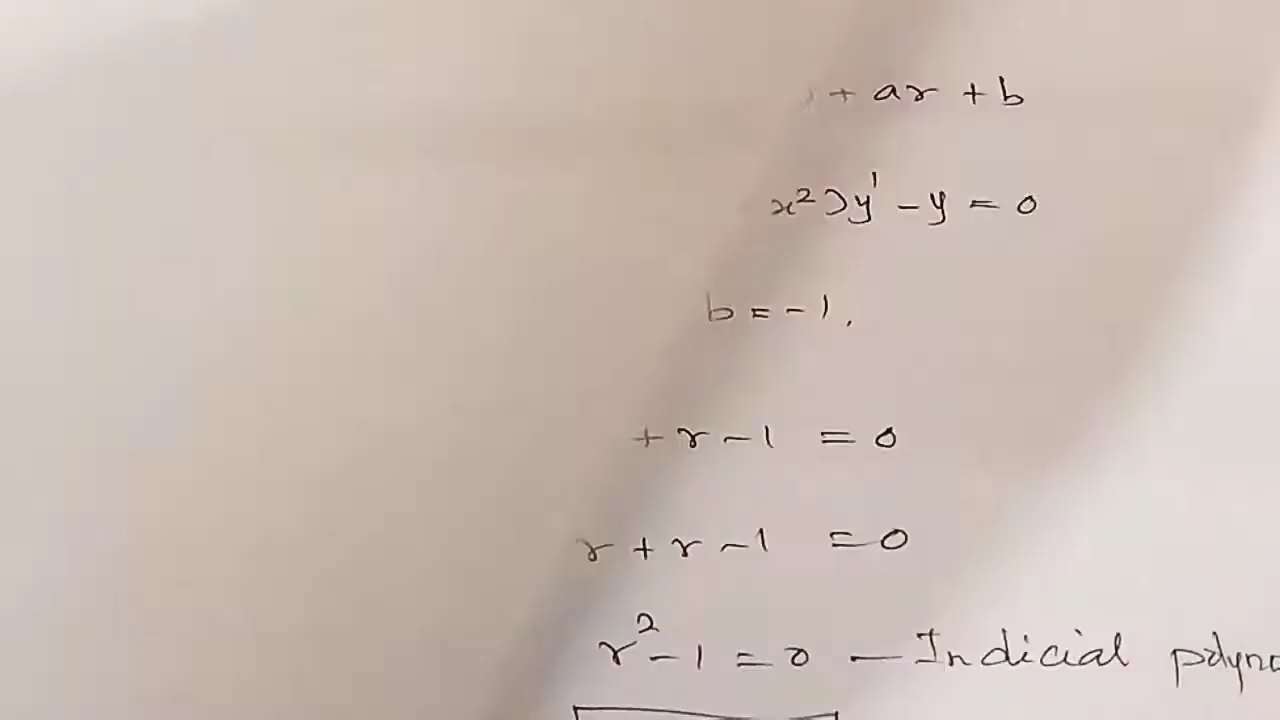 + ar + b
x²)y' - y = 0
b = -1.
+ r - 1 = 0
r + r - 1 = 0
r² - 1 = 0 — Indicial